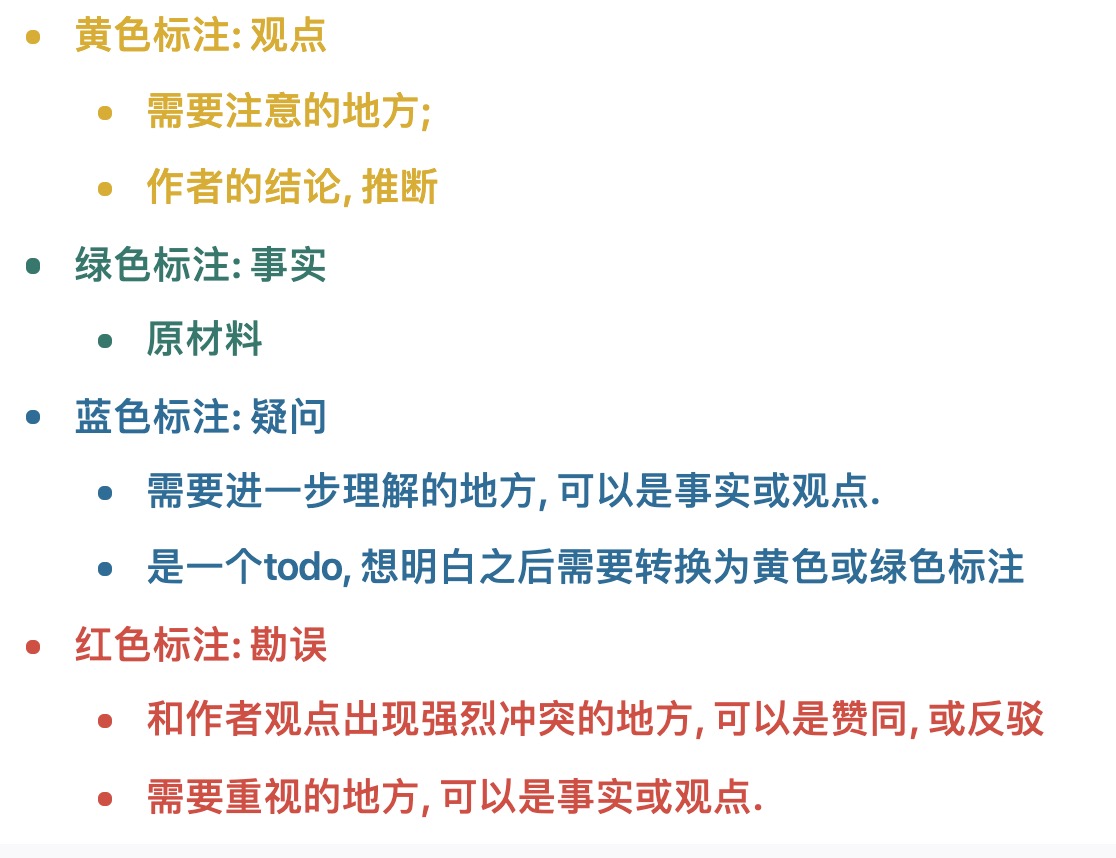 黄色标注: 观点
需要注意的地方;
作者的结论, 推断
绿色标注: 事实
原材料
蓝色标注: 疑问
需要进一步理解的地方, 可以是事实或观点.
是一个todo, 想明白之后需要转换为黄色或绿色标注
红色标注: 勘误
和作者观点出现强烈冲突的地方, 可以是赞同, 或反驳
需要重视的地方, 可以是事实或观点.